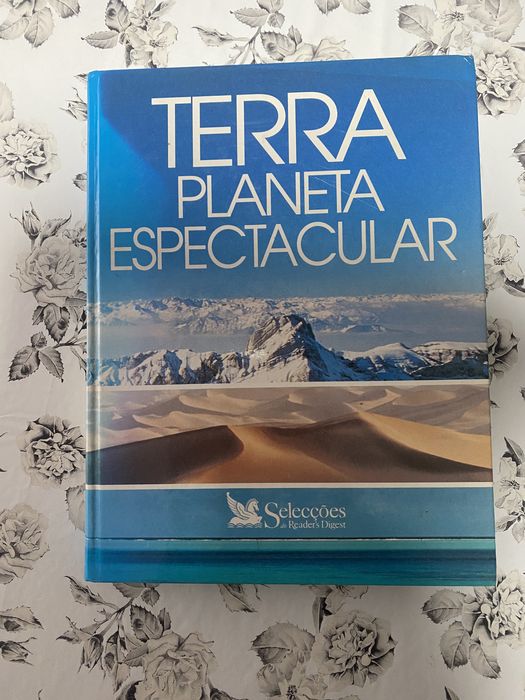 TERRA
PLANETA
ESPECTACULAR
Selecções
do Reader's Digest